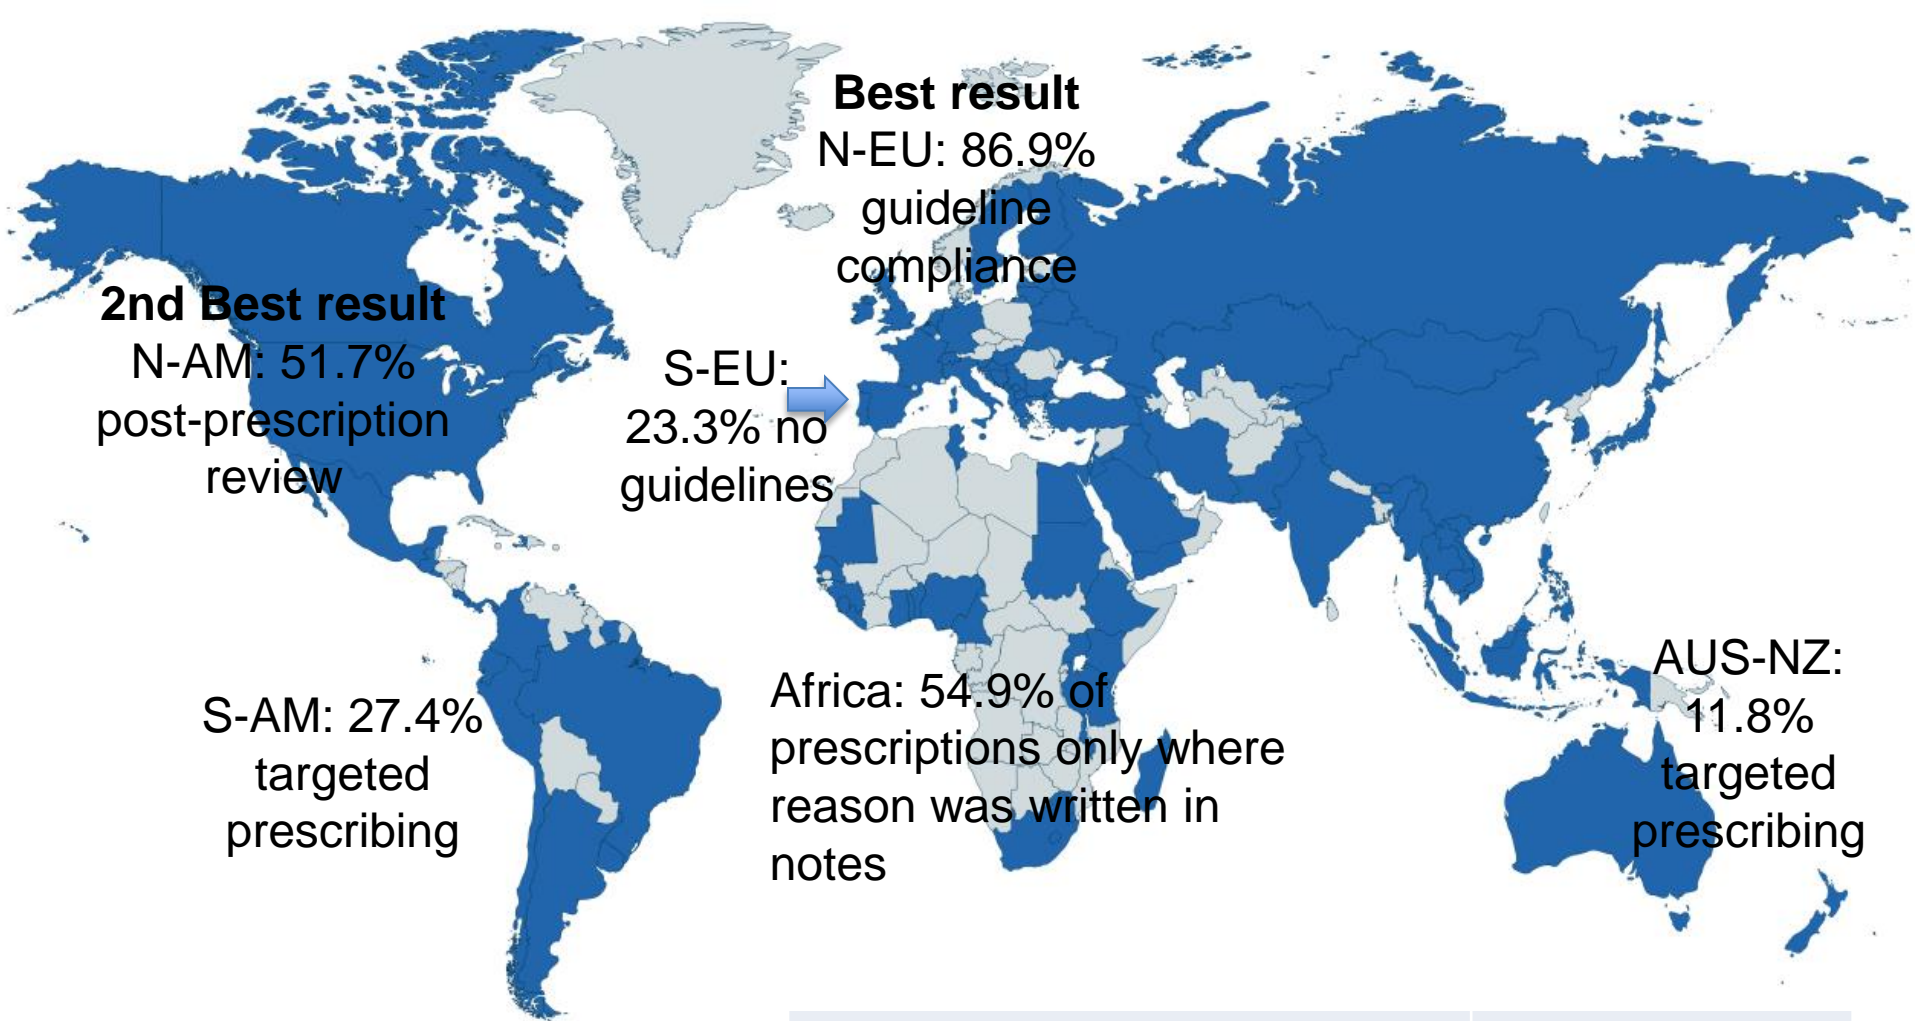 Best result
N-EU: 86.9%
guideline
compliance
2nd Best result
N-AM: 51.7%
post-prescription
review
S-EU:
23.3% no
guidelines
S-AM: 27.4%
targeted
prescribing
Africa: 54.9% of
prescriptions only where
reason was written in
notes
AUS-NZ:
11.8%
targeted
prescribing